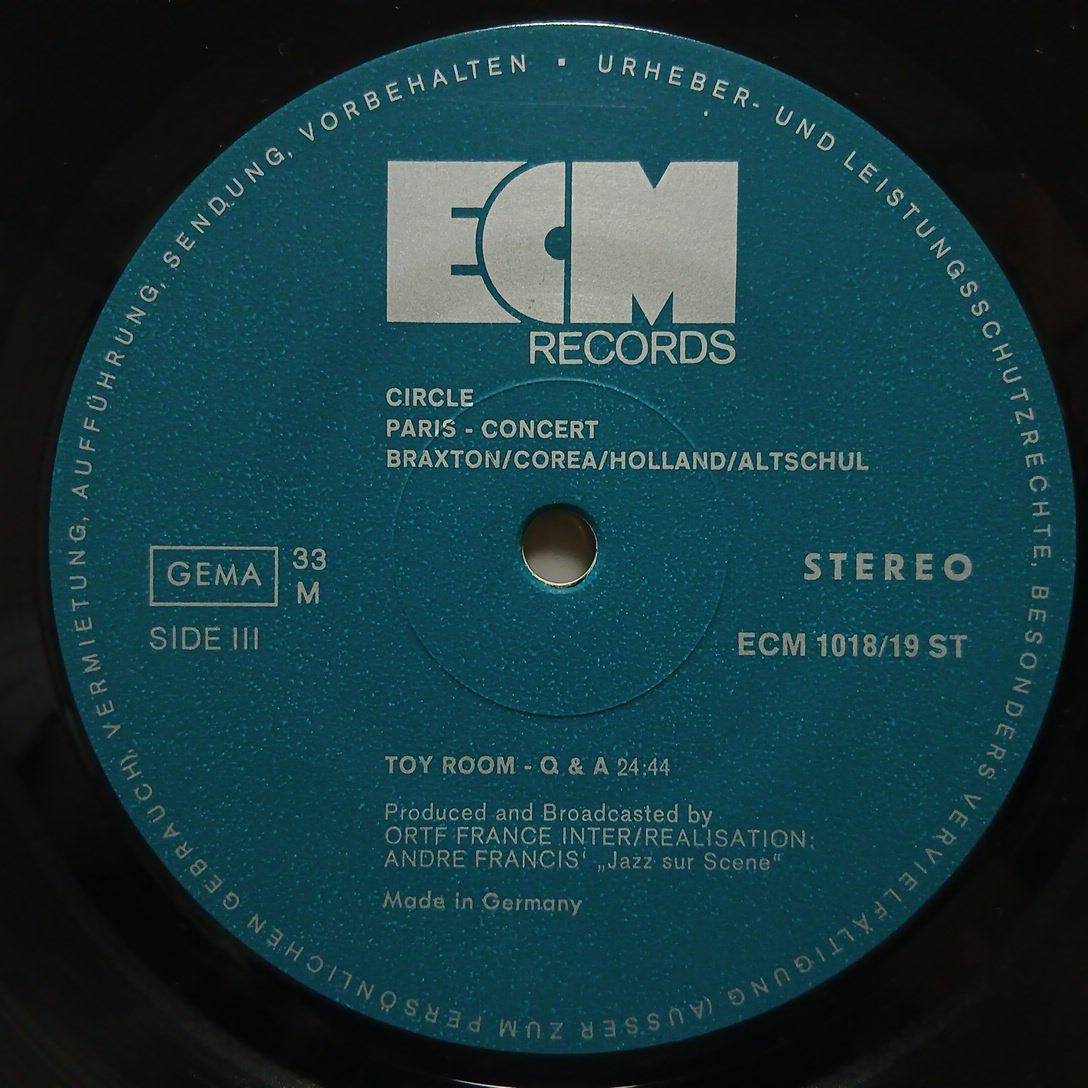 URHEBER- UND LEISTUNGSSCHUTZRECHTE, BESONDERS VERVIELFÄLTIGUNG (AUSSER ZUM PERSÖNLICHEN GEBRAUCH), VERMIETUNG, AUFFÜHRUNG, SENDUNG, VORBEHALTEN ▪
ECM
RECORDS
CIRCLE
PARIS - CONCERT
BRAXTON/COREA/HOLLAND/ALTSCHUL
GEMA
33
M
STEREO
SIDE III
ECM 1018/19 ST
TOY ROOM - Q & A 24:44
Produced and Broadcasted by
ORTF FRANCE INTER/REALISATION:
ANDRE FRANCIS' „Jazz sur Scene“
Made in Germany